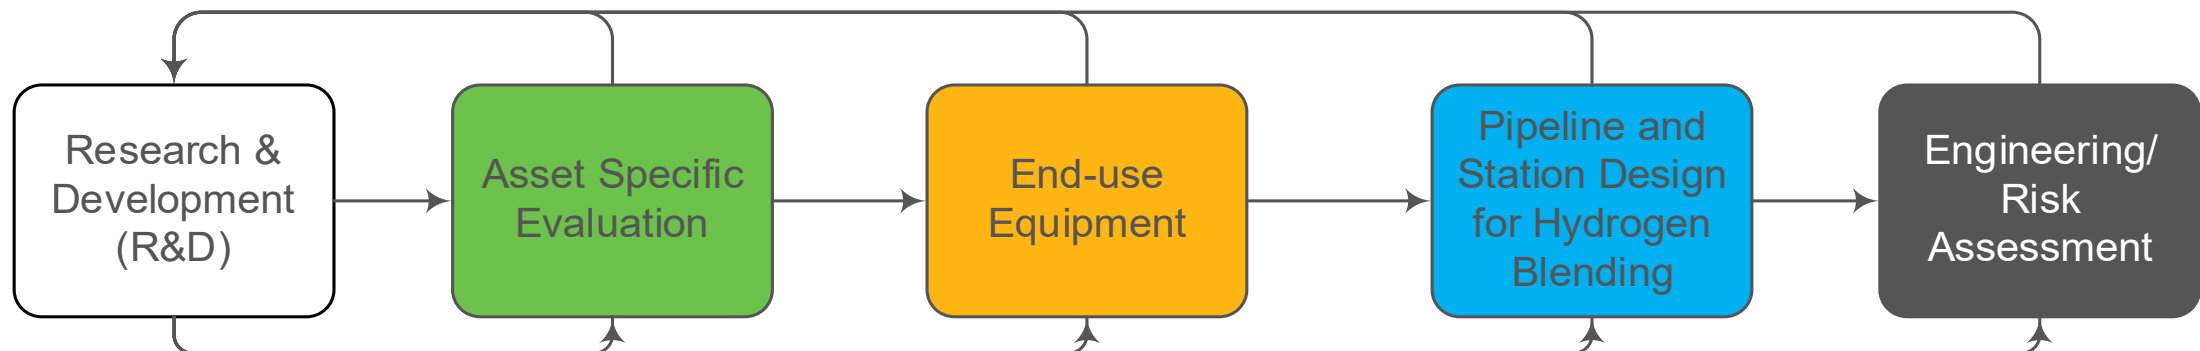 Research &
Development
(R&D)
Asset Specific
Evaluation
End-use
Equipment
Pipeline and
Station Design
for Hydrogen
Blending
Engineering/
Risk
Assessment